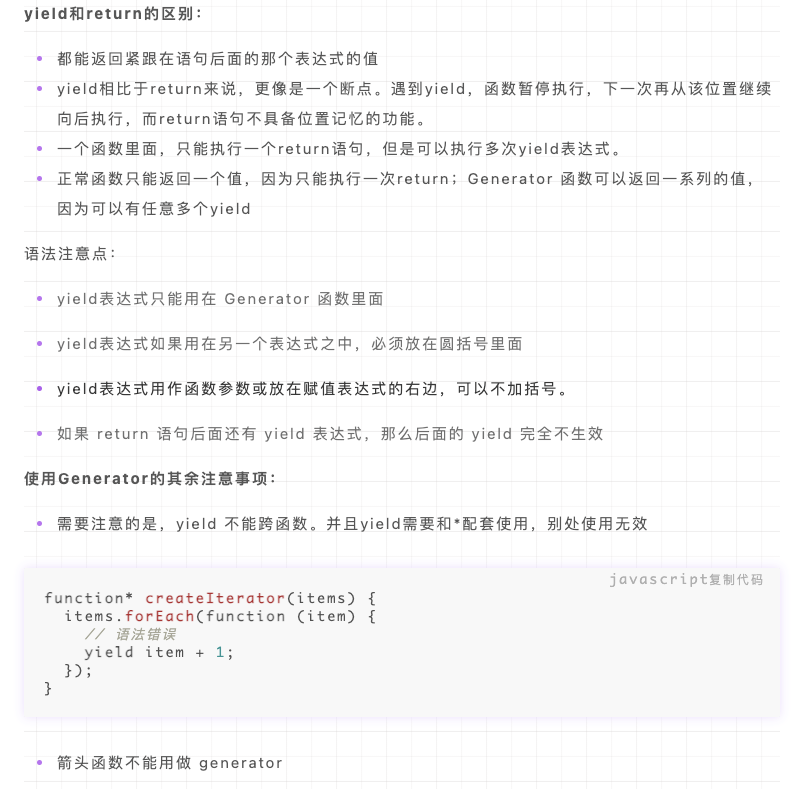 yield和return的区别：
都能返回紧跟在语句后面的那个表达式的值
yield相比于return来说，更像是一个断点。遇到yield，函数暂停执行，下一次再从该位置继续
向后执行，而return语句不具备位置记忆的功能。
一个函数里面，只能执行一个return语句，但是可以执行多次yield表达式。
正常函数只能返回一个值，因为只能执行一次return；Generator 函数可以返回一系列的值，
因为可以有任意多个yield
语法注意点：
yield表达式只能用在 Generator 函数里面
yield表达式如果用在另一个表达式之中，必须放在圆括号里面
yield表达式用作函数参数或放在赋值表达式的右边，可以不加括号。
如果 return 语句后面还有 yield 表达式，那么后面的 yield 完全不生效
使用Generator的其余注意事项：
需要注意的是，yield 不能跨函数。并且yield需要和*配套使用，别处使用无效
javascript复制代码
function* createIterator(items) {
  items.forEach(function (item) {
    // 语法错误
    yield item + 1;
  });
}
箭头函数不能用做 generator